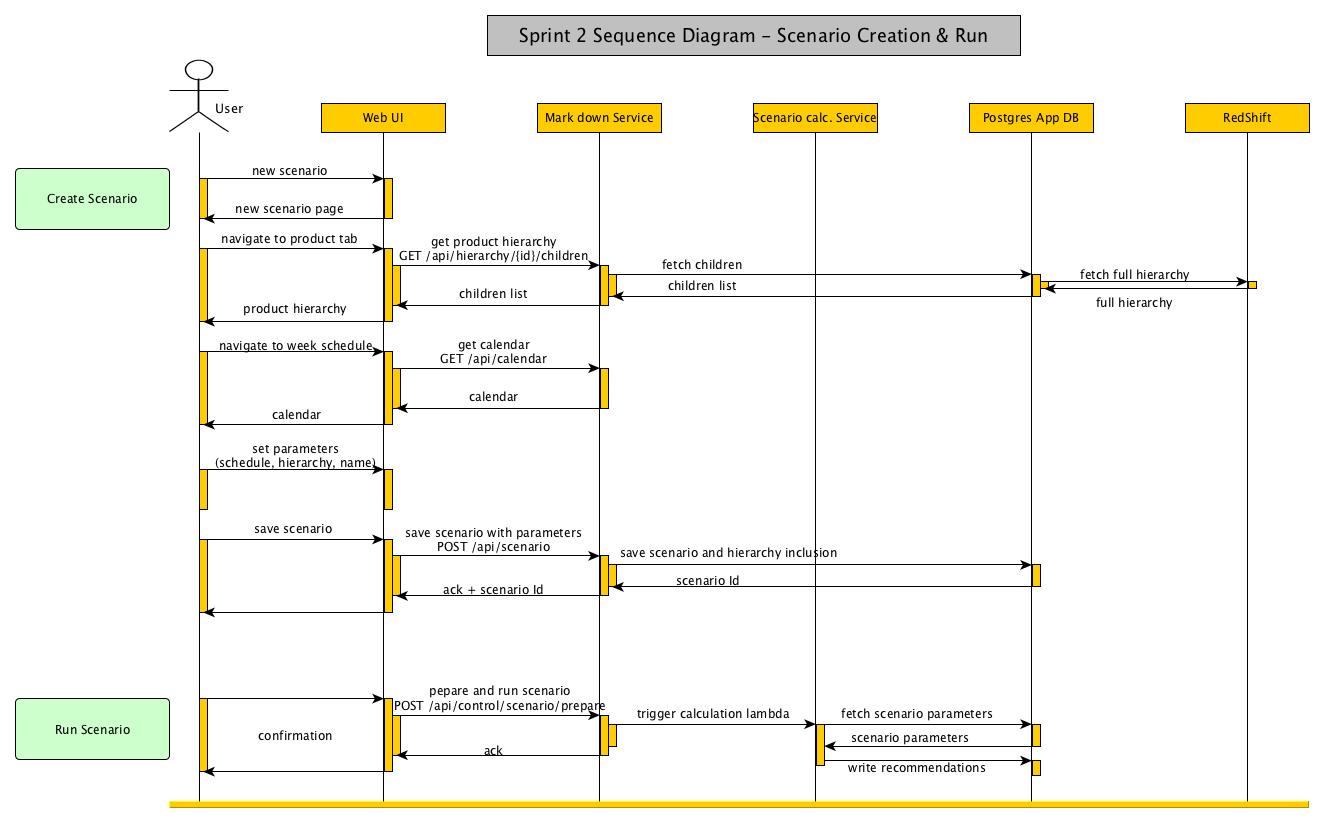 Sprint 2 Sequence Diagram – Scenario Creation & Run
User
Web UI
Mark down Service
Scenario calc. Service
Postgres App DB
RedShift
Create Scenario
new scenario
new scenario page
navigate to product tab
get product hierarchy
GET /api/hierarchy/{id}/children
fetch children
fetch full hierarchy
children list
children list
full hierarchy
product hierarchy
navigate to week schedule
get calendar
GET /api/calendar
calendar
calendar
set parameters
(schedule, hierarchy, name)
save scenario
save scenario with parameters
POST /api/scenario
save scenario and hierarchy inclusion
scenario Id
ack + scenario Id
Run Scenario
pepare and run scenario
POST /api/control/scenario/prepare
trigger calculation lambda
fetch scenario parameters
confirmation
scenario parameters
ack
write recommendations